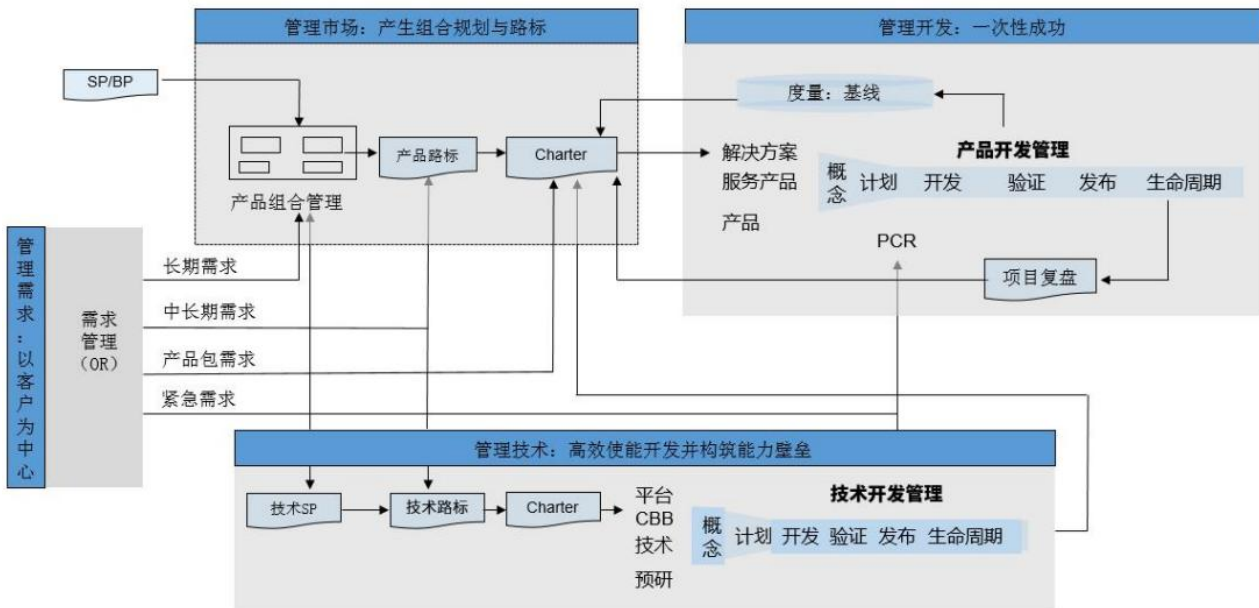 管理市场：产生组合规划与路标
管理开发：一次性成功
SP/BP
度量：基线
产品路标
Charter
产品组合管理
解决方案
服务产品
产品
产品开发管理
概念
计划
开发
验证
发布
生命周期
PCR
项目复盘
管理需求：以客户为中心
需求
管理
（OR）
长期需求
中长期需求
产品包需求
紧急需求
管理技术：高效使能开发并构筑能力壁垒
技术SP
技术路标
Charter
平台
CBB
技术
预研
技术开发管理
概念
计划
开发
验证
发布
生命周期